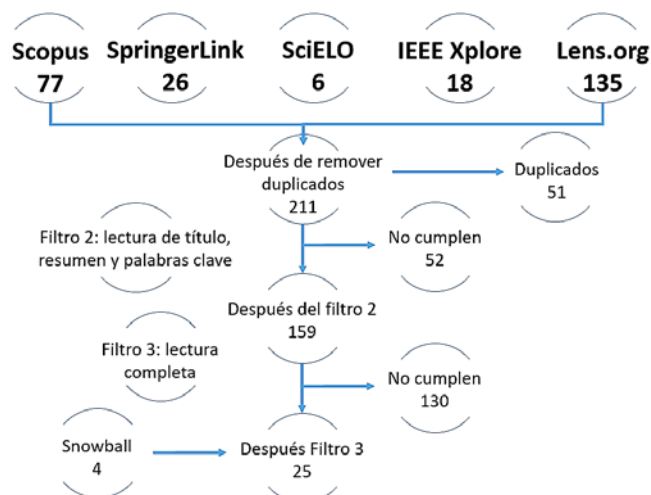 Scopus
77
SpringerLink
26
SciELO
6
IEEE Xplore
18
Lens.org
135
Después de remover
duplicados
211
Duplicados
51
Filtro 2: lectura de título,
resumen y palabras clave
No cumplen
52
Después del filtro 2
159
Filtro 3: lectura
completa
No cumplen
130
Snowball
4
Después Filtro 3
25